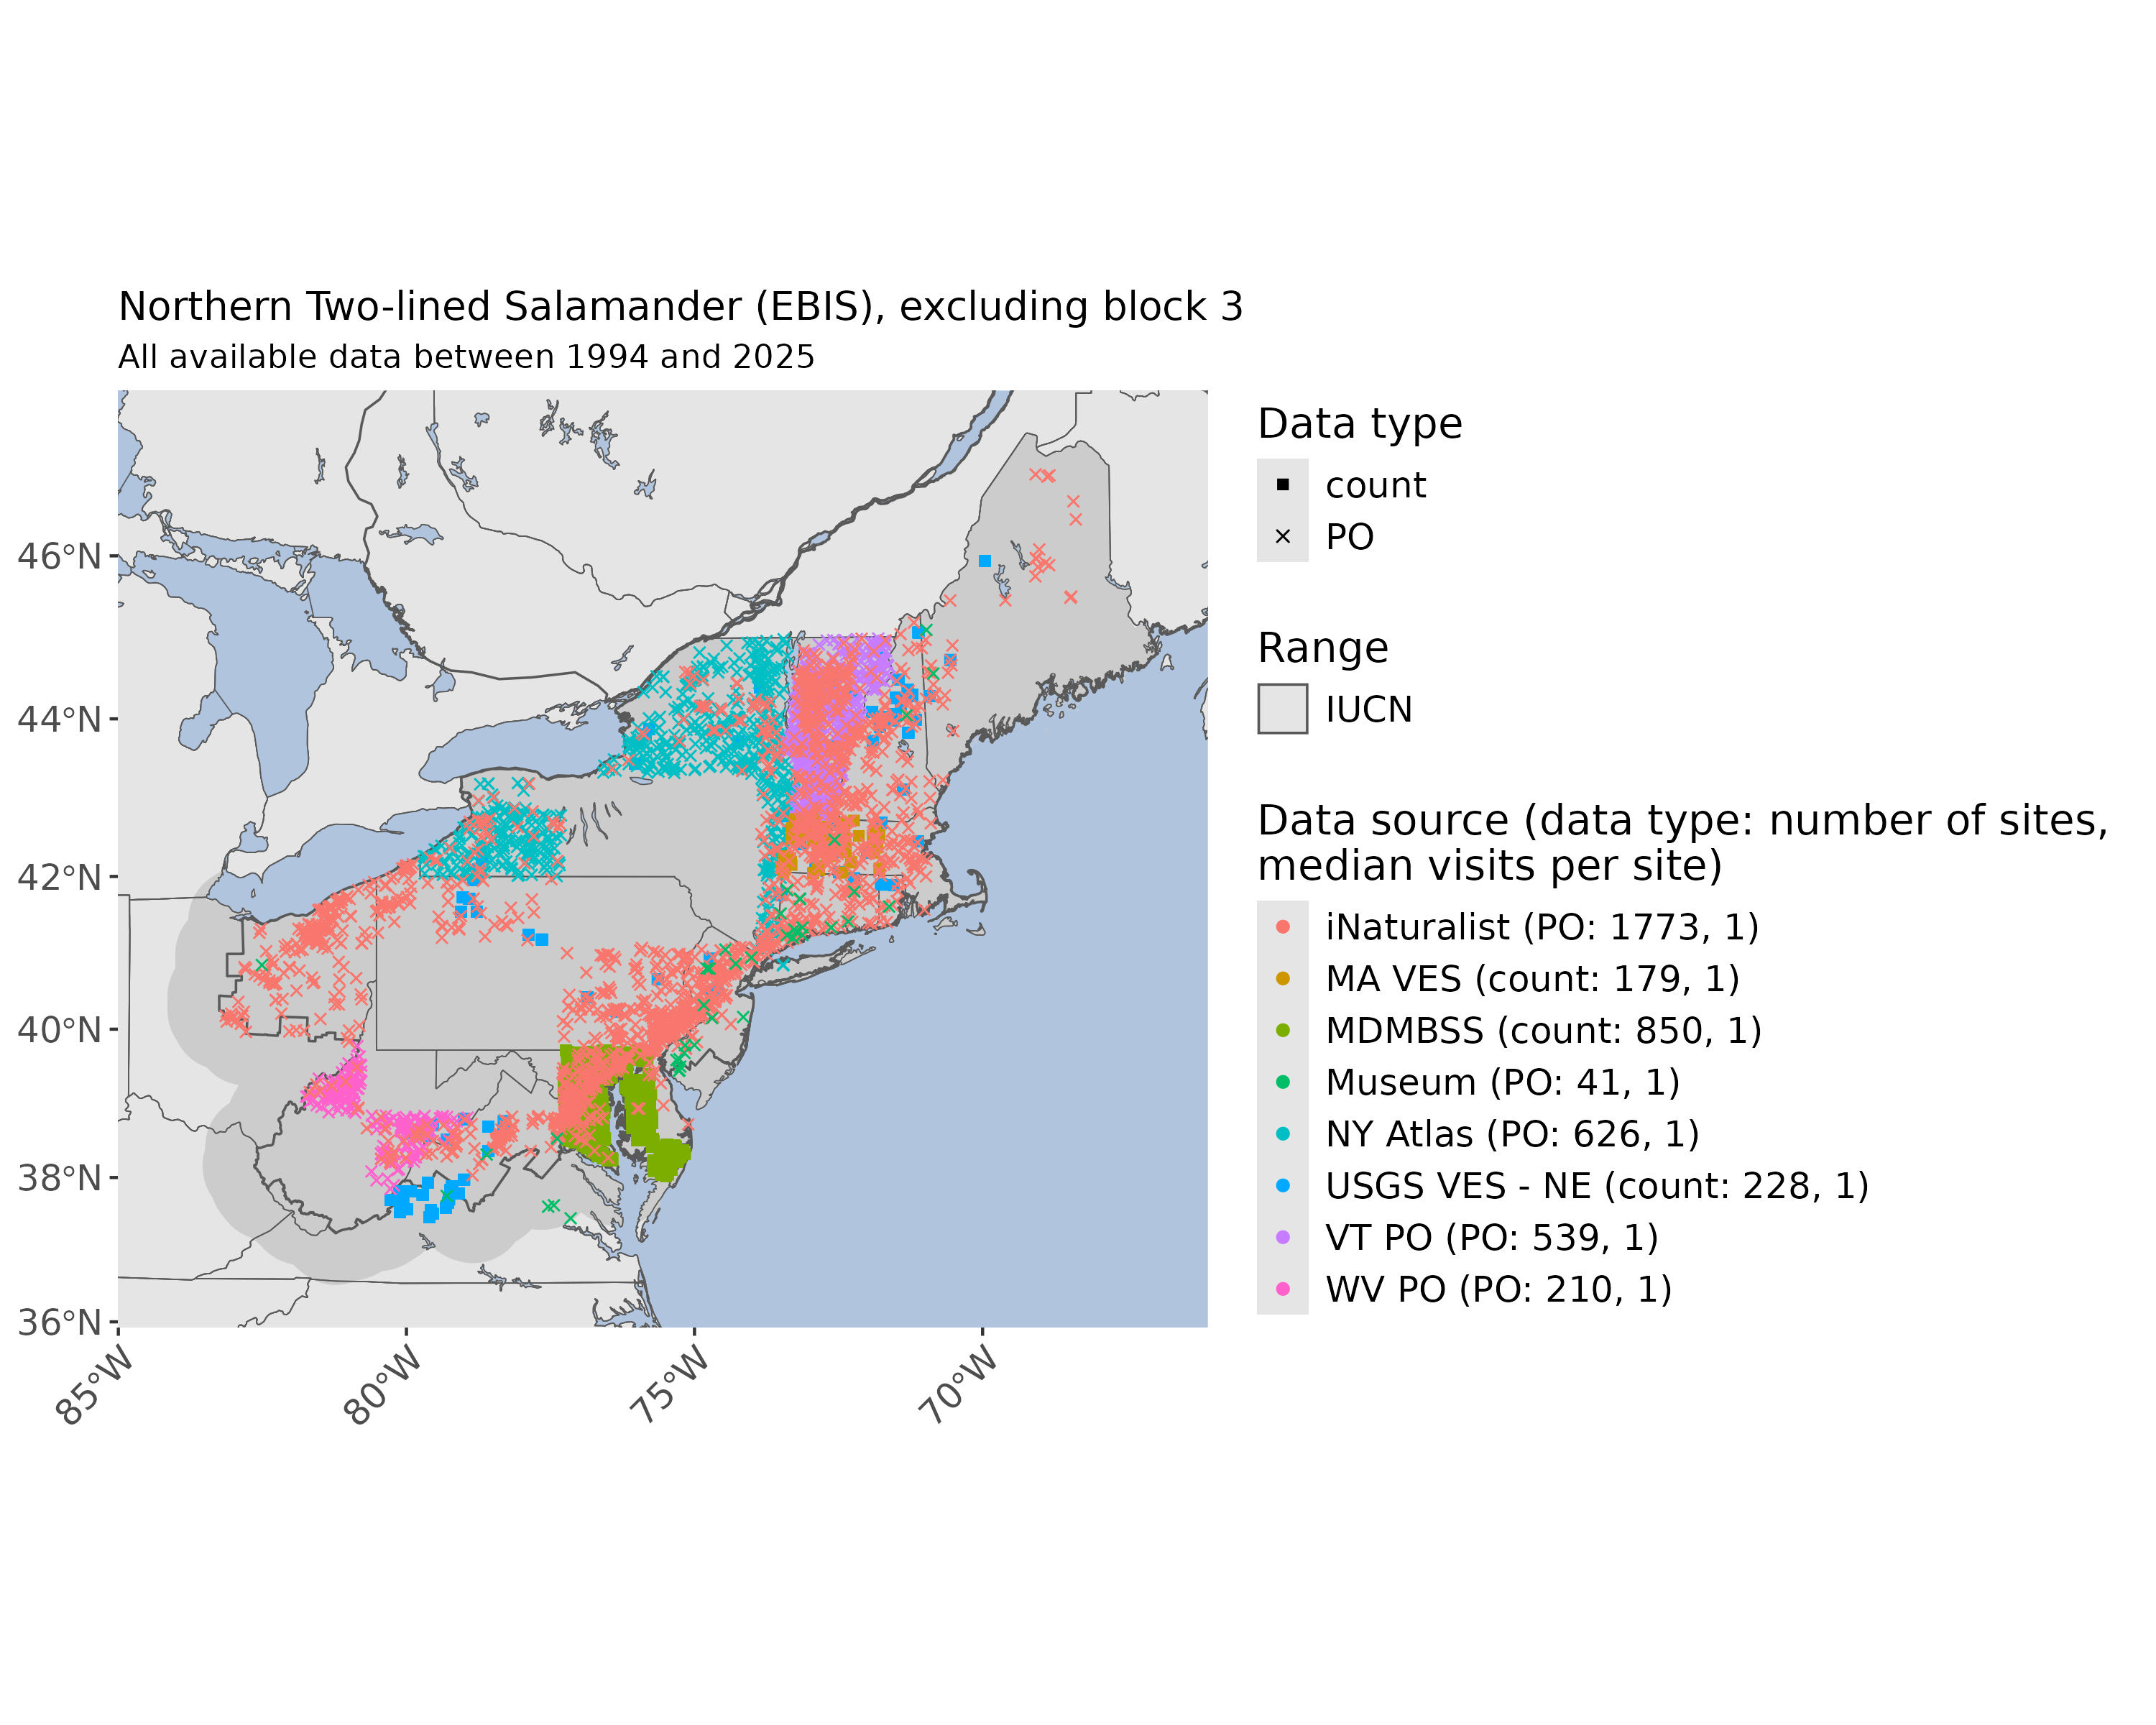 Northern Two-lined Salamander (EBIS), excluding block 3
All available data between 1994 and 2025
46°N
44°N
42°N
40°N
38°N
36°N
85°W
80°W
75°W
70°W
Data type
count
PO
Range
IUCN
Data source (data type: number of sites,
median visits per site)
iNaturalist (PO: 1773, 1)
MA VES (count: 179, 1)
MDMBSS (count: 850, 1)
Museum (PO: 41, 1)
NY Atlas (PO: 626, 1)
USGS VES - NE (count: 228, 1)
VT PO (PO: 539, 1)
WV PO (PO: 210, 1)